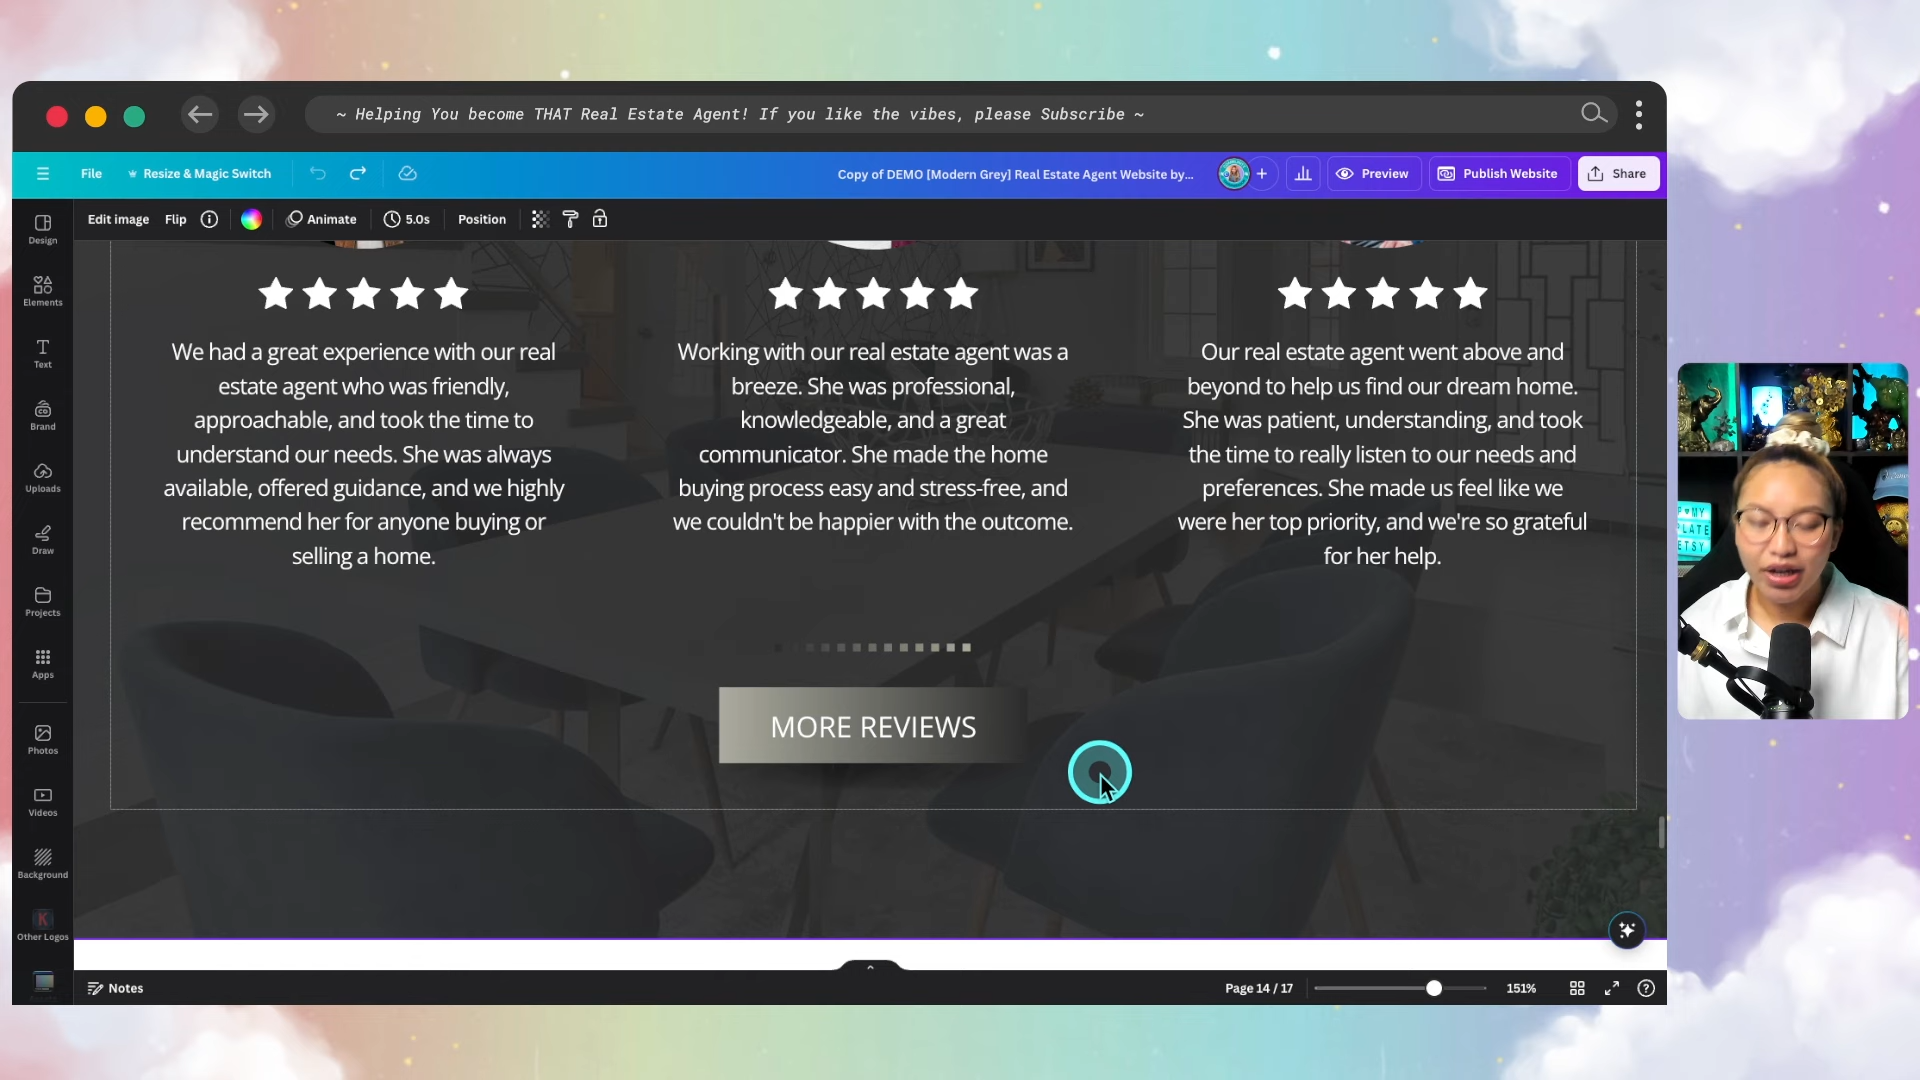 ~ Helping You become THAT Real Estate Agent! If you like the vibes, please Subscribe ~
File
Resize & Magic Switch
Copy of DEMO [Modern Grey] Real Estate Agent Website by...
Preview
Publish Website
Share
Edit image
Flip
Animate
5.0s
Position
Design
Elements
Text
Brand
Uploads
Draw
Projects
Apps
Photos
Videos
Background
K
Other Logos
We had a great experience with our real
estate agent who was friendly,
approachable, and took the time to
understand our needs. She was always
available, offered guidance, and we highly
recommend her for anyone buying or
selling a home.
Working with our real estate agent was a
breeze. She was professional,
knowledgeable, and a great
communicator. She made the home
buying process easy and stress-free, and
we couldn't be happier with the outcome.
Our real estate agent went above and
beyond to help us find our dream home.
She was patient, understanding, and took
the time to really listen to our needs and
preferences. She made us feel like we
were her top priority, and we're so grateful
for her help.
MORE REVIEWS
Notes
Page 14 / 17
151%
ETSY